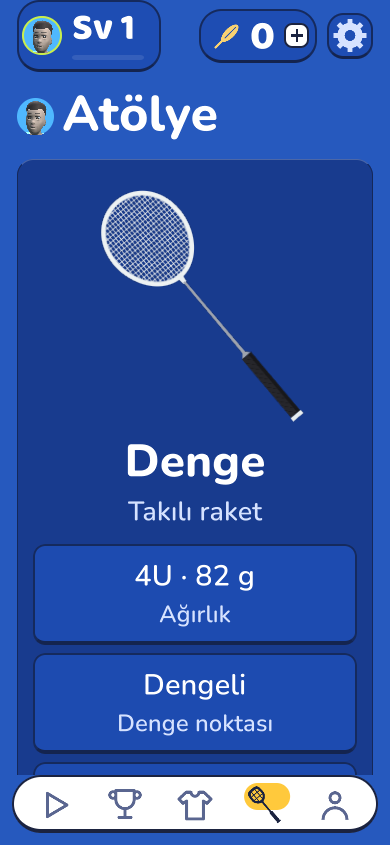 Sv 1
0
Atölye
Denge
Takılı raket
4U · 82 g
Ağırlık
Dengeli
Denge noktası